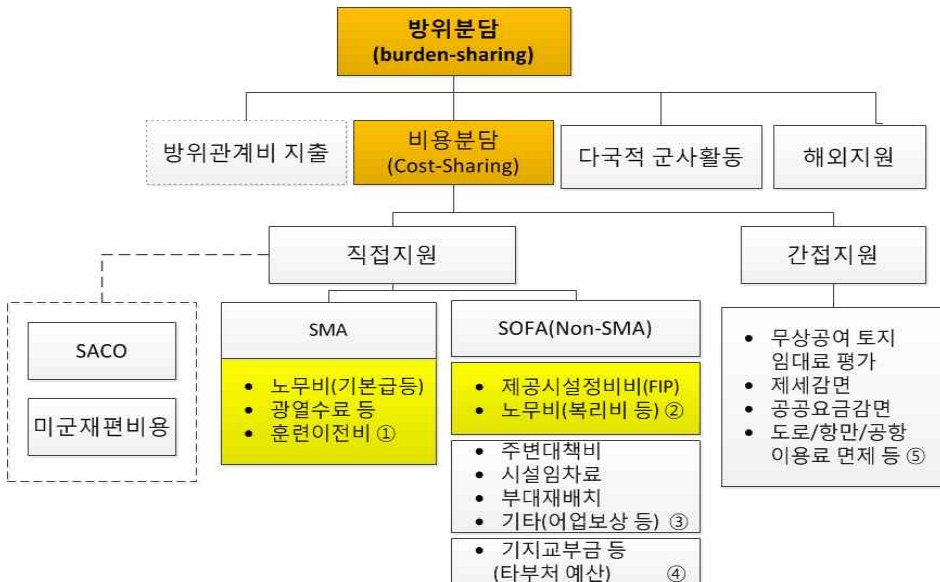 방위분담
(burden-sharing)
방위관계비 지출
비용분담
(Cost-Sharing)
다국적 군사활동
해외지원
직접지원
간접지원
SACO
미군재편비용
SMA
• 노무비(기본급등)
• 광열수료 등
• 훈련이전비 ①
SOFA(Non-SMA)
• 제공시설정비비(FIP)
• 노무비(복리비 등) ②
• 주변대책비
• 시설임차료
• 부대재배치
• 기타(어업보상 등) ③
• 기지교부금 등
(타부처 예산) ④
• 무상공여 토지
임대료 평가
• 제세감면
• 공공요금감면
• 도로/항만/공항
이용료 면제 등 ⑤